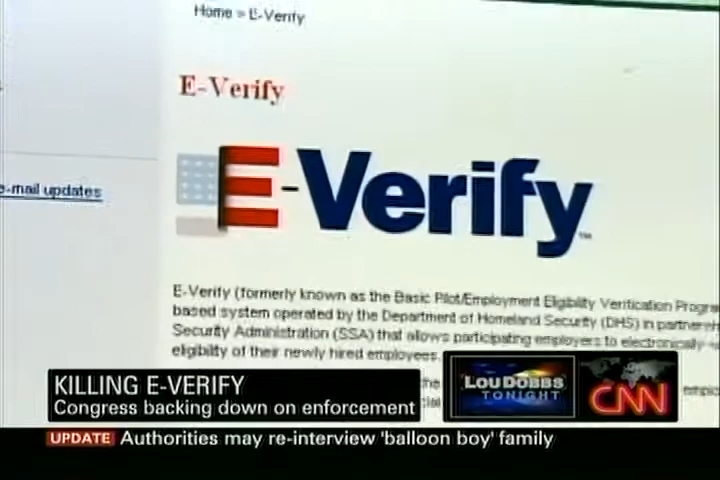 Home » E-Verify
E-Verify
E-Verify™
e-mail updates
E-Verify (formerly known as the Basic Pilot/Employment Eligibility Verification
based system operated by the Department of Homeland Security (DHS) in
Security Administration (SSA) that allows participating employers to electronically
eligibility of their newly hired employees.
the
KILLING E-VERIFY
Congress backing down on enforcement
LOU DOBBS
TONIGHT
CNN
UPDATE Authorities may re-interview 'balloon boy' family